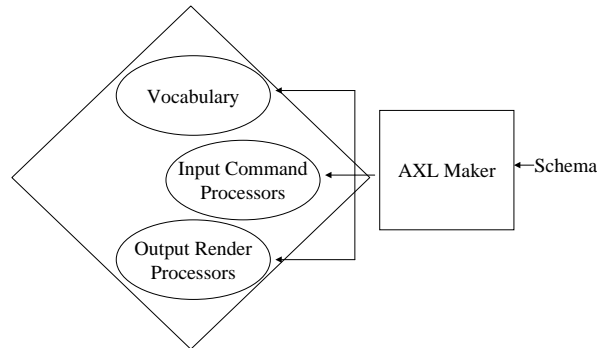 Vocabulary
Input Command
Processors
Output Render
Processors
AXL Maker
Schema